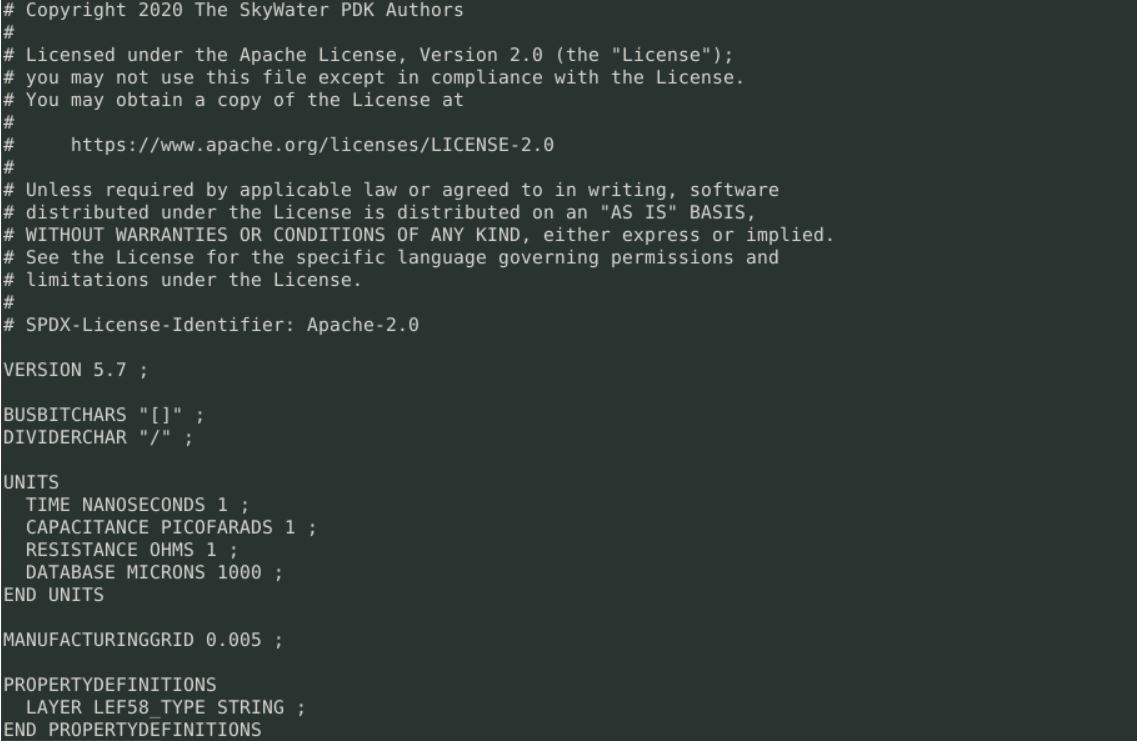 # Copyright 2020 The SkyWater PDK Authors
#
# Licensed under the Apache License, Version 2.0 (the "License");
# you may not use this file except in compliance with the License.
# You may obtain a copy of the License at
#
#     https://www.apache.org/licenses/LICENSE-2.0
#
# Unless required by applicable law or agreed to in writing, software
# distributed under the License is distributed on an "AS IS" BASIS,
# WITHOUT WARRANTIES OR CONDITIONS OF ANY KIND, either express or implied.
# See the License for the specific language governing permissions and
# limitations under the License.
#
# SPDX-License-Identifier: Apache-2.0

VERSION 5.7 ;

BUSBITCHARS "[]" ;
DIVIDERCHAR "/" ;

UNITS
  TIME NANOSECONDS 1 ;
  CAPACITANCE PICOFARADS 1 ;
  RESISTANCE OHMS 1 ;
  DATABASE MICRONS 1000 ;
END UNITS

MANUFACTURINGGRID 0.005 ;

PROPERTYDEFINITIONS
  LAYER LEF58_TYPE STRING ;
END PROPERTYDEFINITIONS